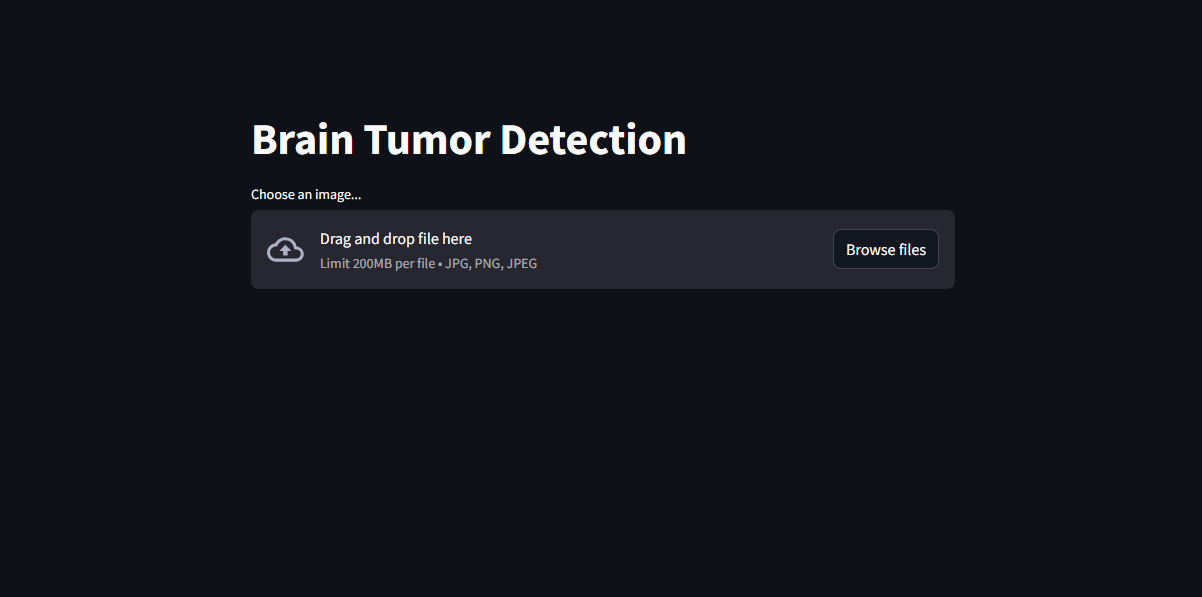 Brain Tumor Detection
Choose an image...
Drag and drop file here
Limit 200MB per file • JPG, PNG, JPEG
Browse files